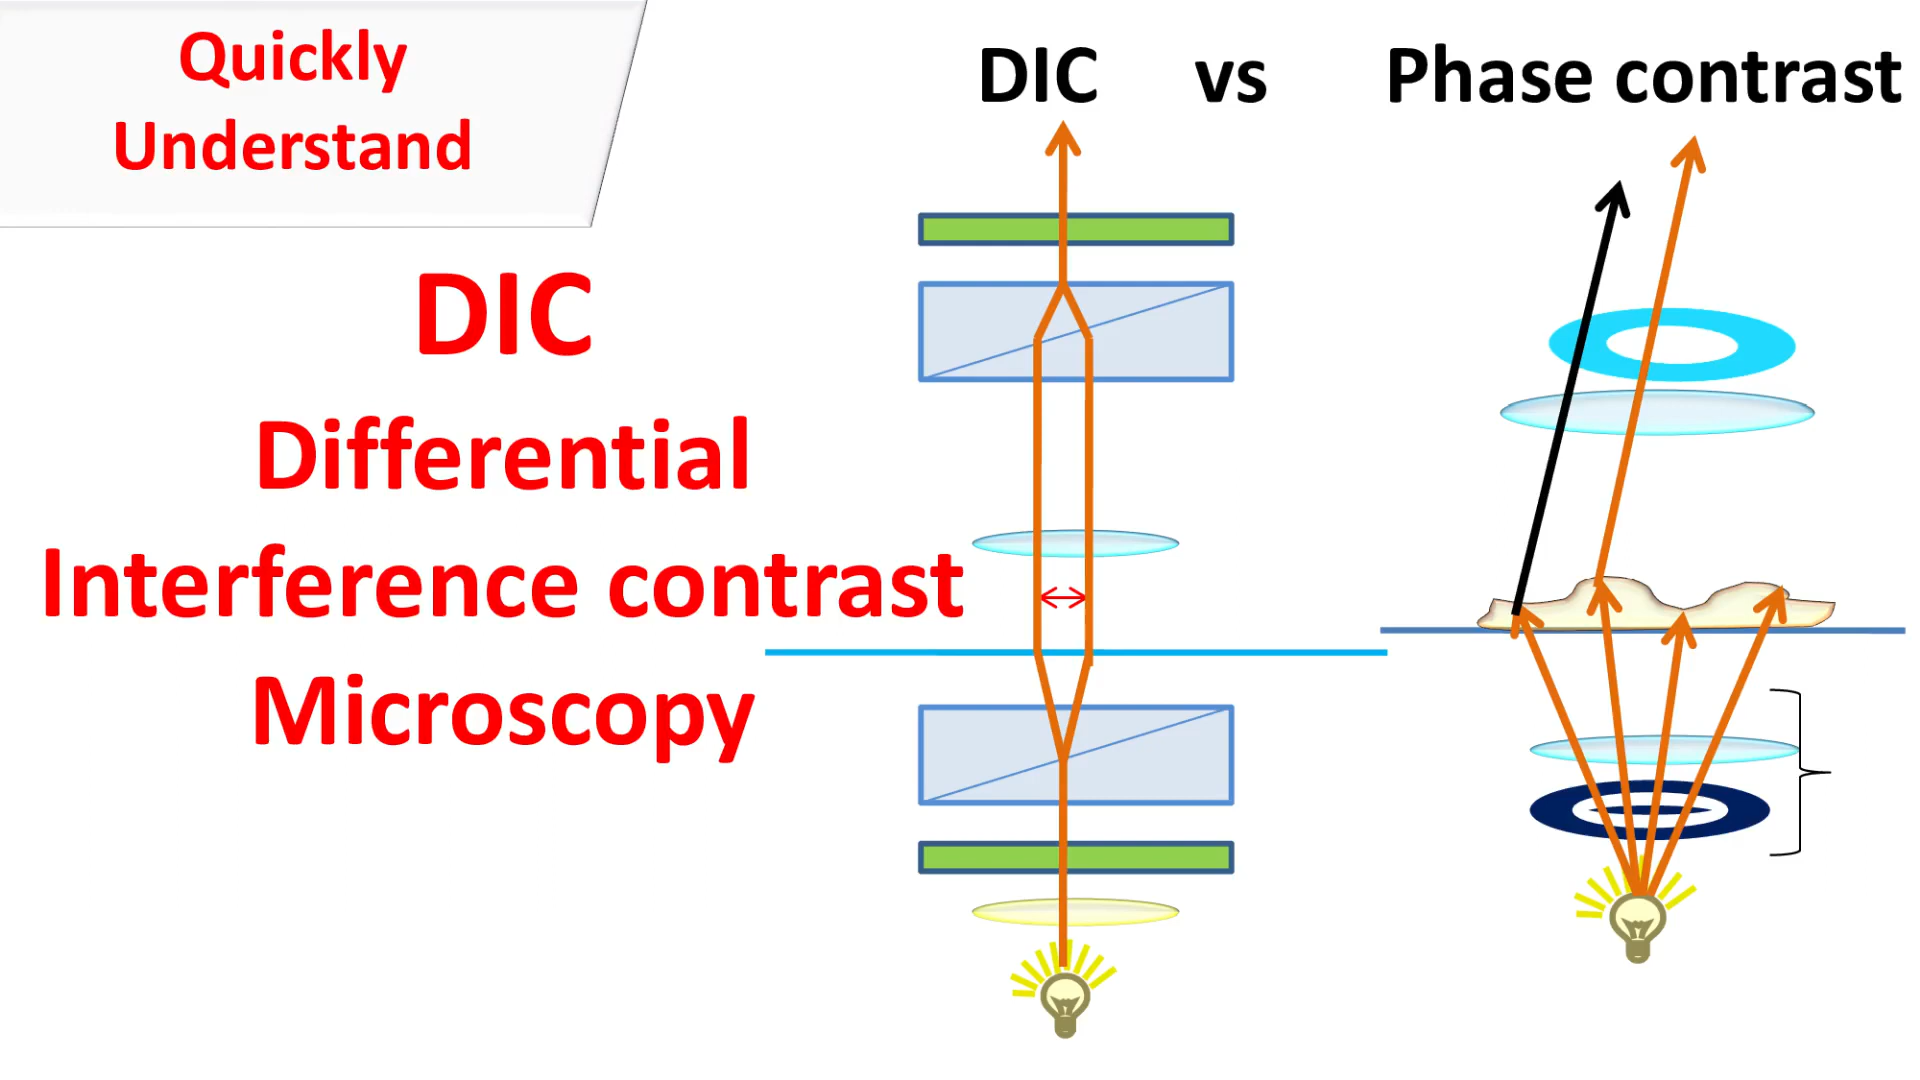 Quickly
Understand
DIC
Differential
Interference contrast
Microscopy
DIC vs Phase contrast